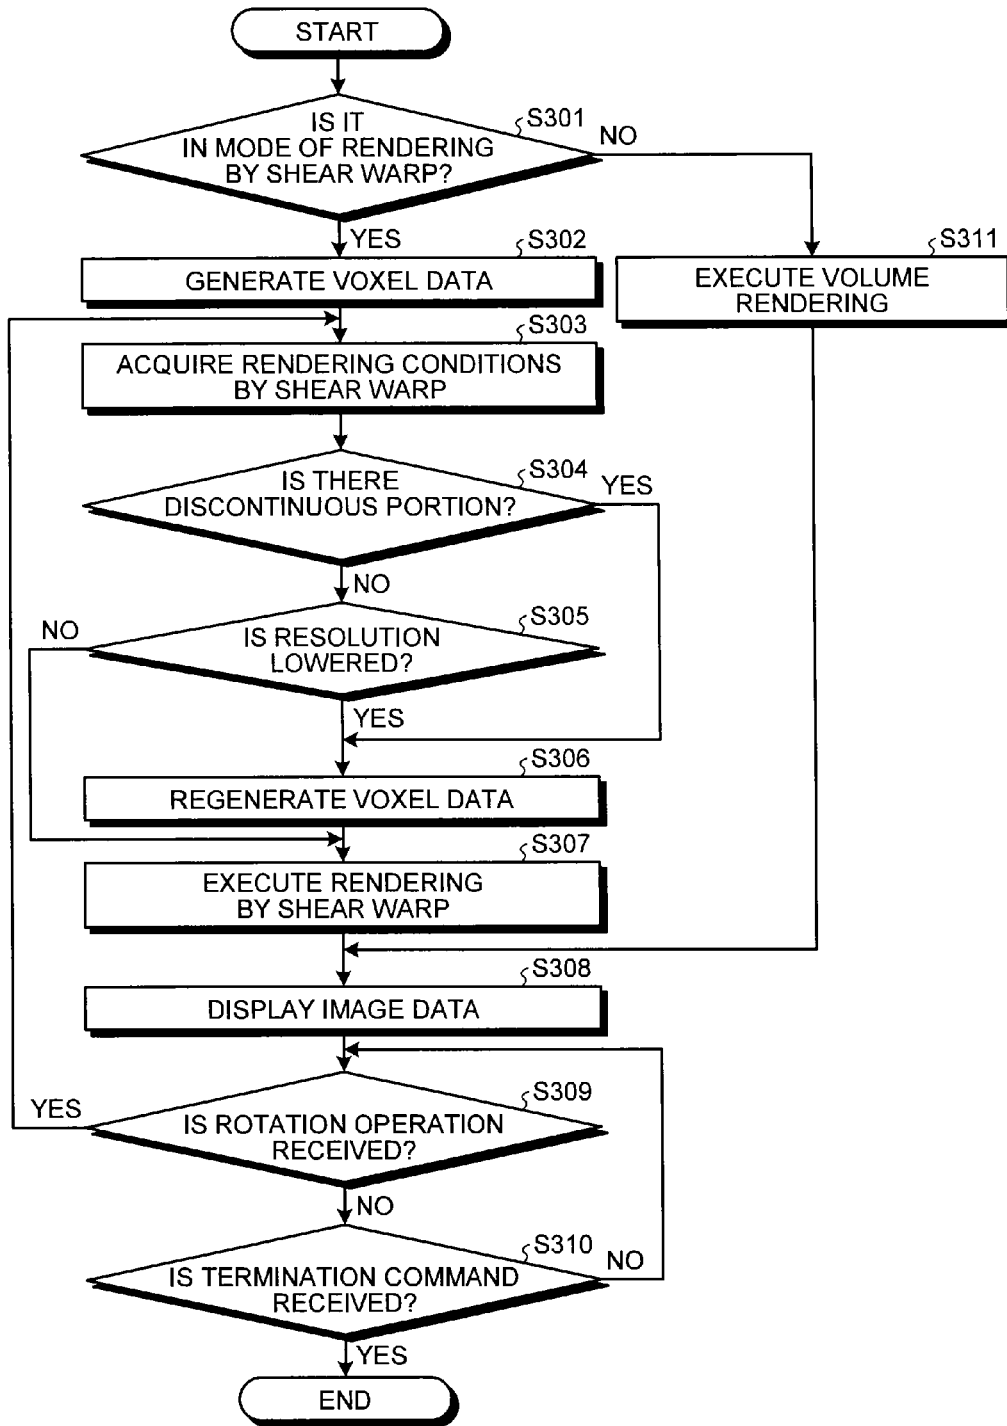 START
IS IT
IN MODE OF RENDERING
BY SHEAR WARP?
S301
NO
YES
S302
GENERATE VOXEL DATA
S311
EXECUTE VOLUME
RENDERING
S303
ACQUIRE RENDERING CONDITIONS
BY SHEAR WARP
S304
IS THERE
DISCONTINUOUS PORTION?
YES
NO
S305
NO
IS RESOLUTION
LOWERED?
YES
S306
REGENERATE VOXEL DATA
S307
EXECUTE RENDERING
BY SHEAR WARP
S308
DISPLAY IMAGE DATA
S309
YES
IS ROTATION OPERATION
RECEIVED?
NO
S310
NO
IS TERMINATION COMMAND
RECEIVED?
YES
END